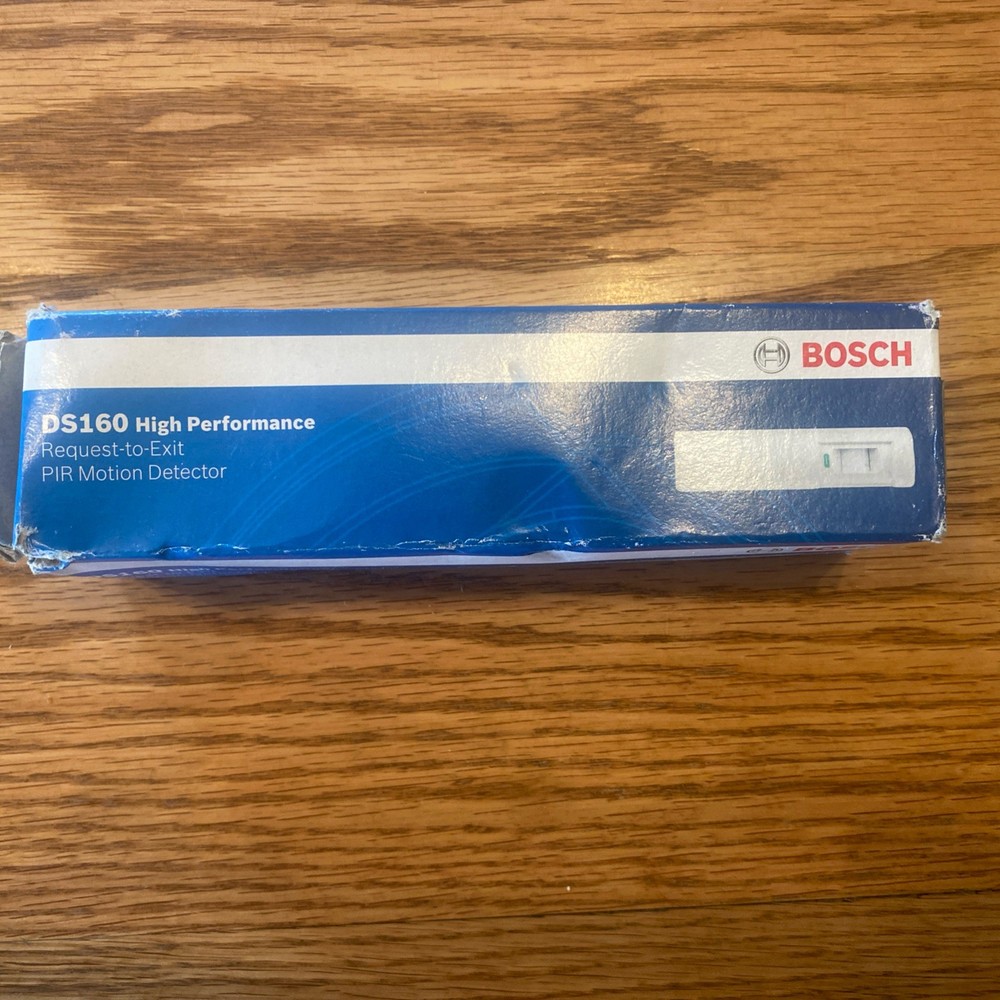 BOSCH
DS160 High Performance
Request-to-Exit
PIR Motion Detector